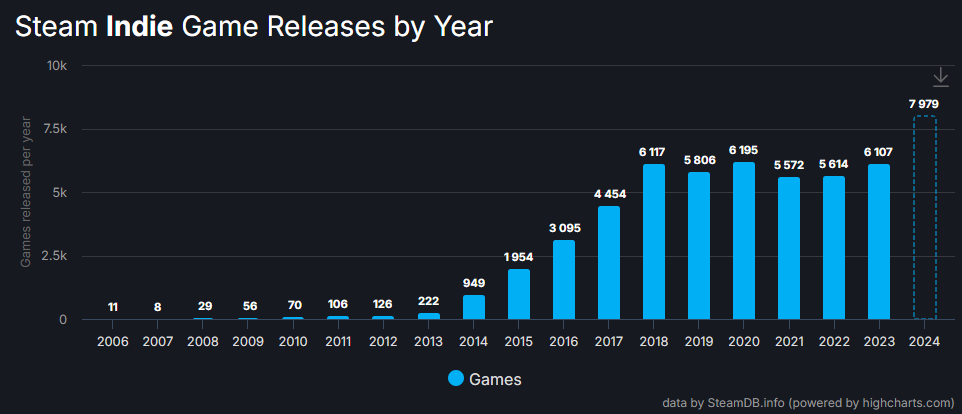 Steam Indie Game Releases by Year
Games released per year
10k
7.5k
5k
2.5k
0
11
8
29
56
70
106
126
222
949
1 954
3 095
4 454
6 117
5 806
6 195
5 572
5 614
6 107
7 979
2006 2007 2008 2009 2010 2011 2012 2013 2014 2015 2016 2017 2018 2019 2020 2021 2022 2023 2024
Games
data by SteamDB.info (powered by highcharts.com)